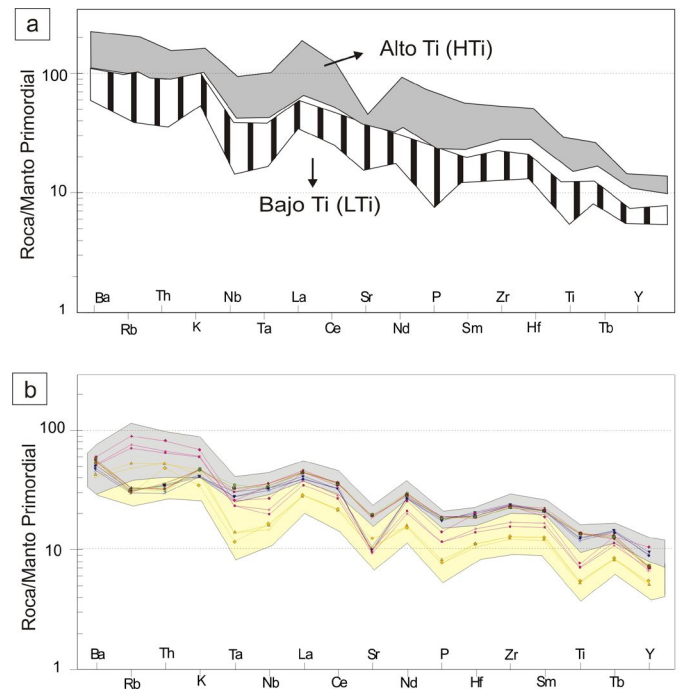 a
Alto Ti (HTi)
100
Roca/Manto Primordial
10
Bajo Ti (LTi)
Ba Th Nb La Sr P Zr Ti Y
1
Rb K Ta Ce Nd Sm Hf Tb
b
100
Roca/Manto Primordial
10
Ba Th Ta La Sr P Zr Ti Y
1
Rb K Nb Ce Nd Hf Sm Tb